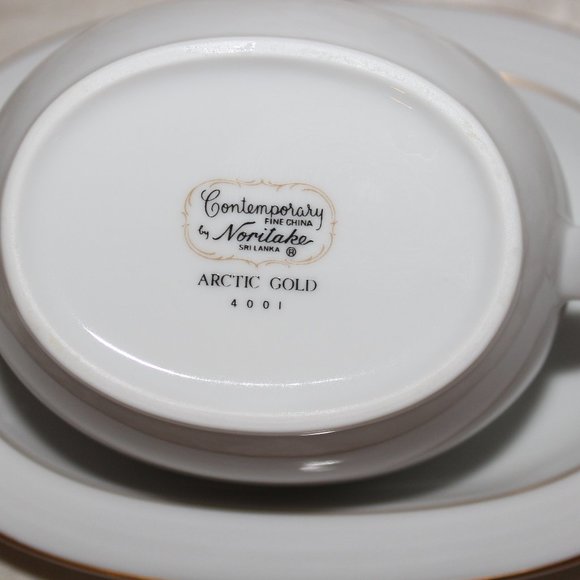 Contemporary
FINE CHINA
by Noritake
SRI LANKA ®
ARCTIC GOLD
4001